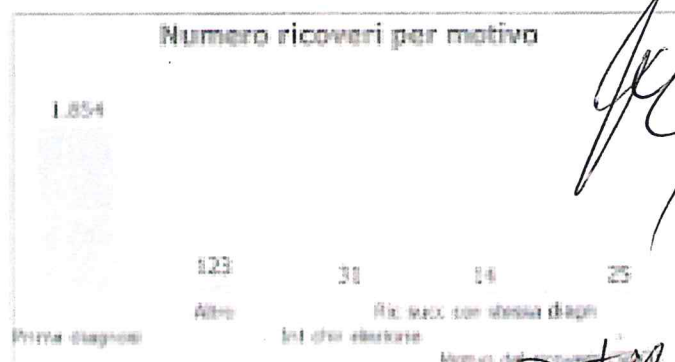 Numero ricoveri per motivo
1.854
123 31 14 25
Altro Ric succ con stessa diagn
Prima diagnosi Int chir elezione